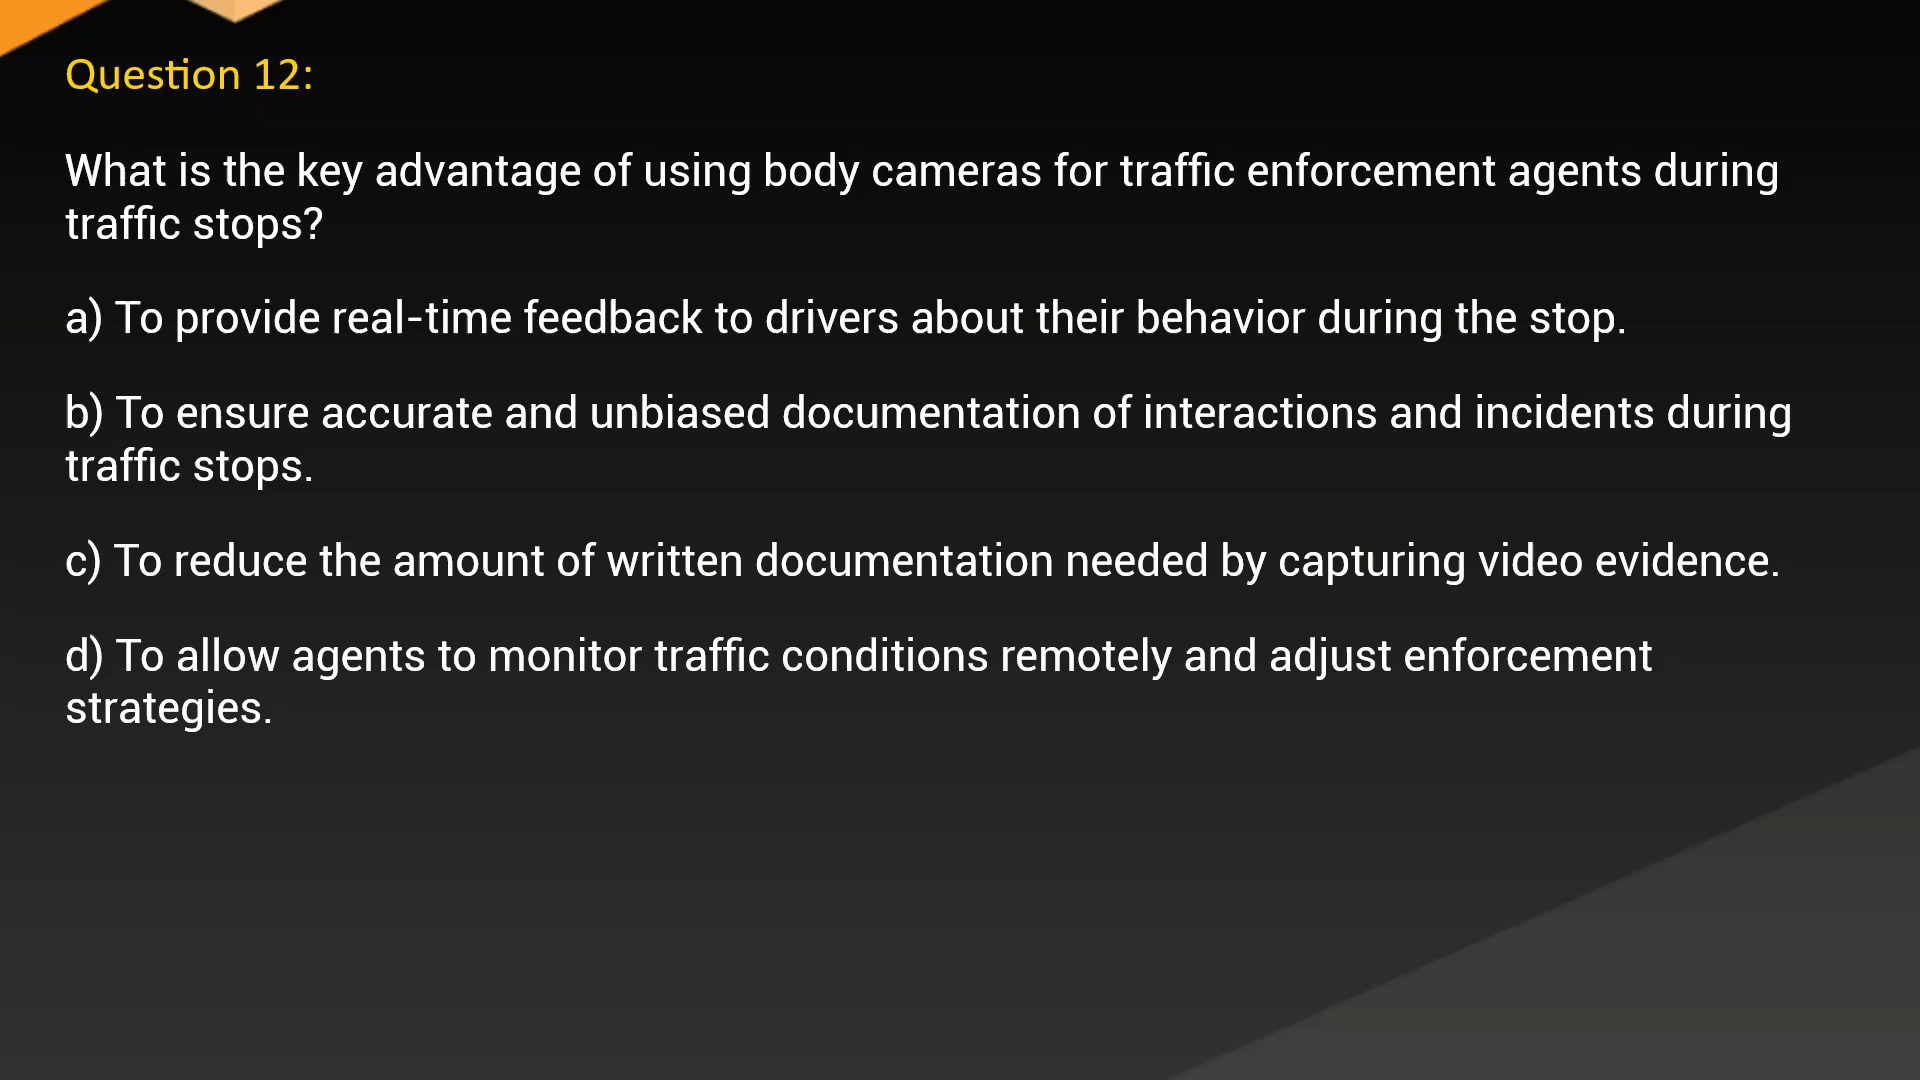 Question 12:
What is the key advantage of using body cameras for traffic enforcement agents during
traffic stops?
a) To provide real-time feedback to drivers about their behavior during the stop.
b) To ensure accurate and unbiased documentation of interactions and incidents during
traffic stops.
c) To reduce the amount of written documentation needed by capturing video evidence.
d) To allow agents to monitor traffic conditions remotely and adjust enforcement
strategies.